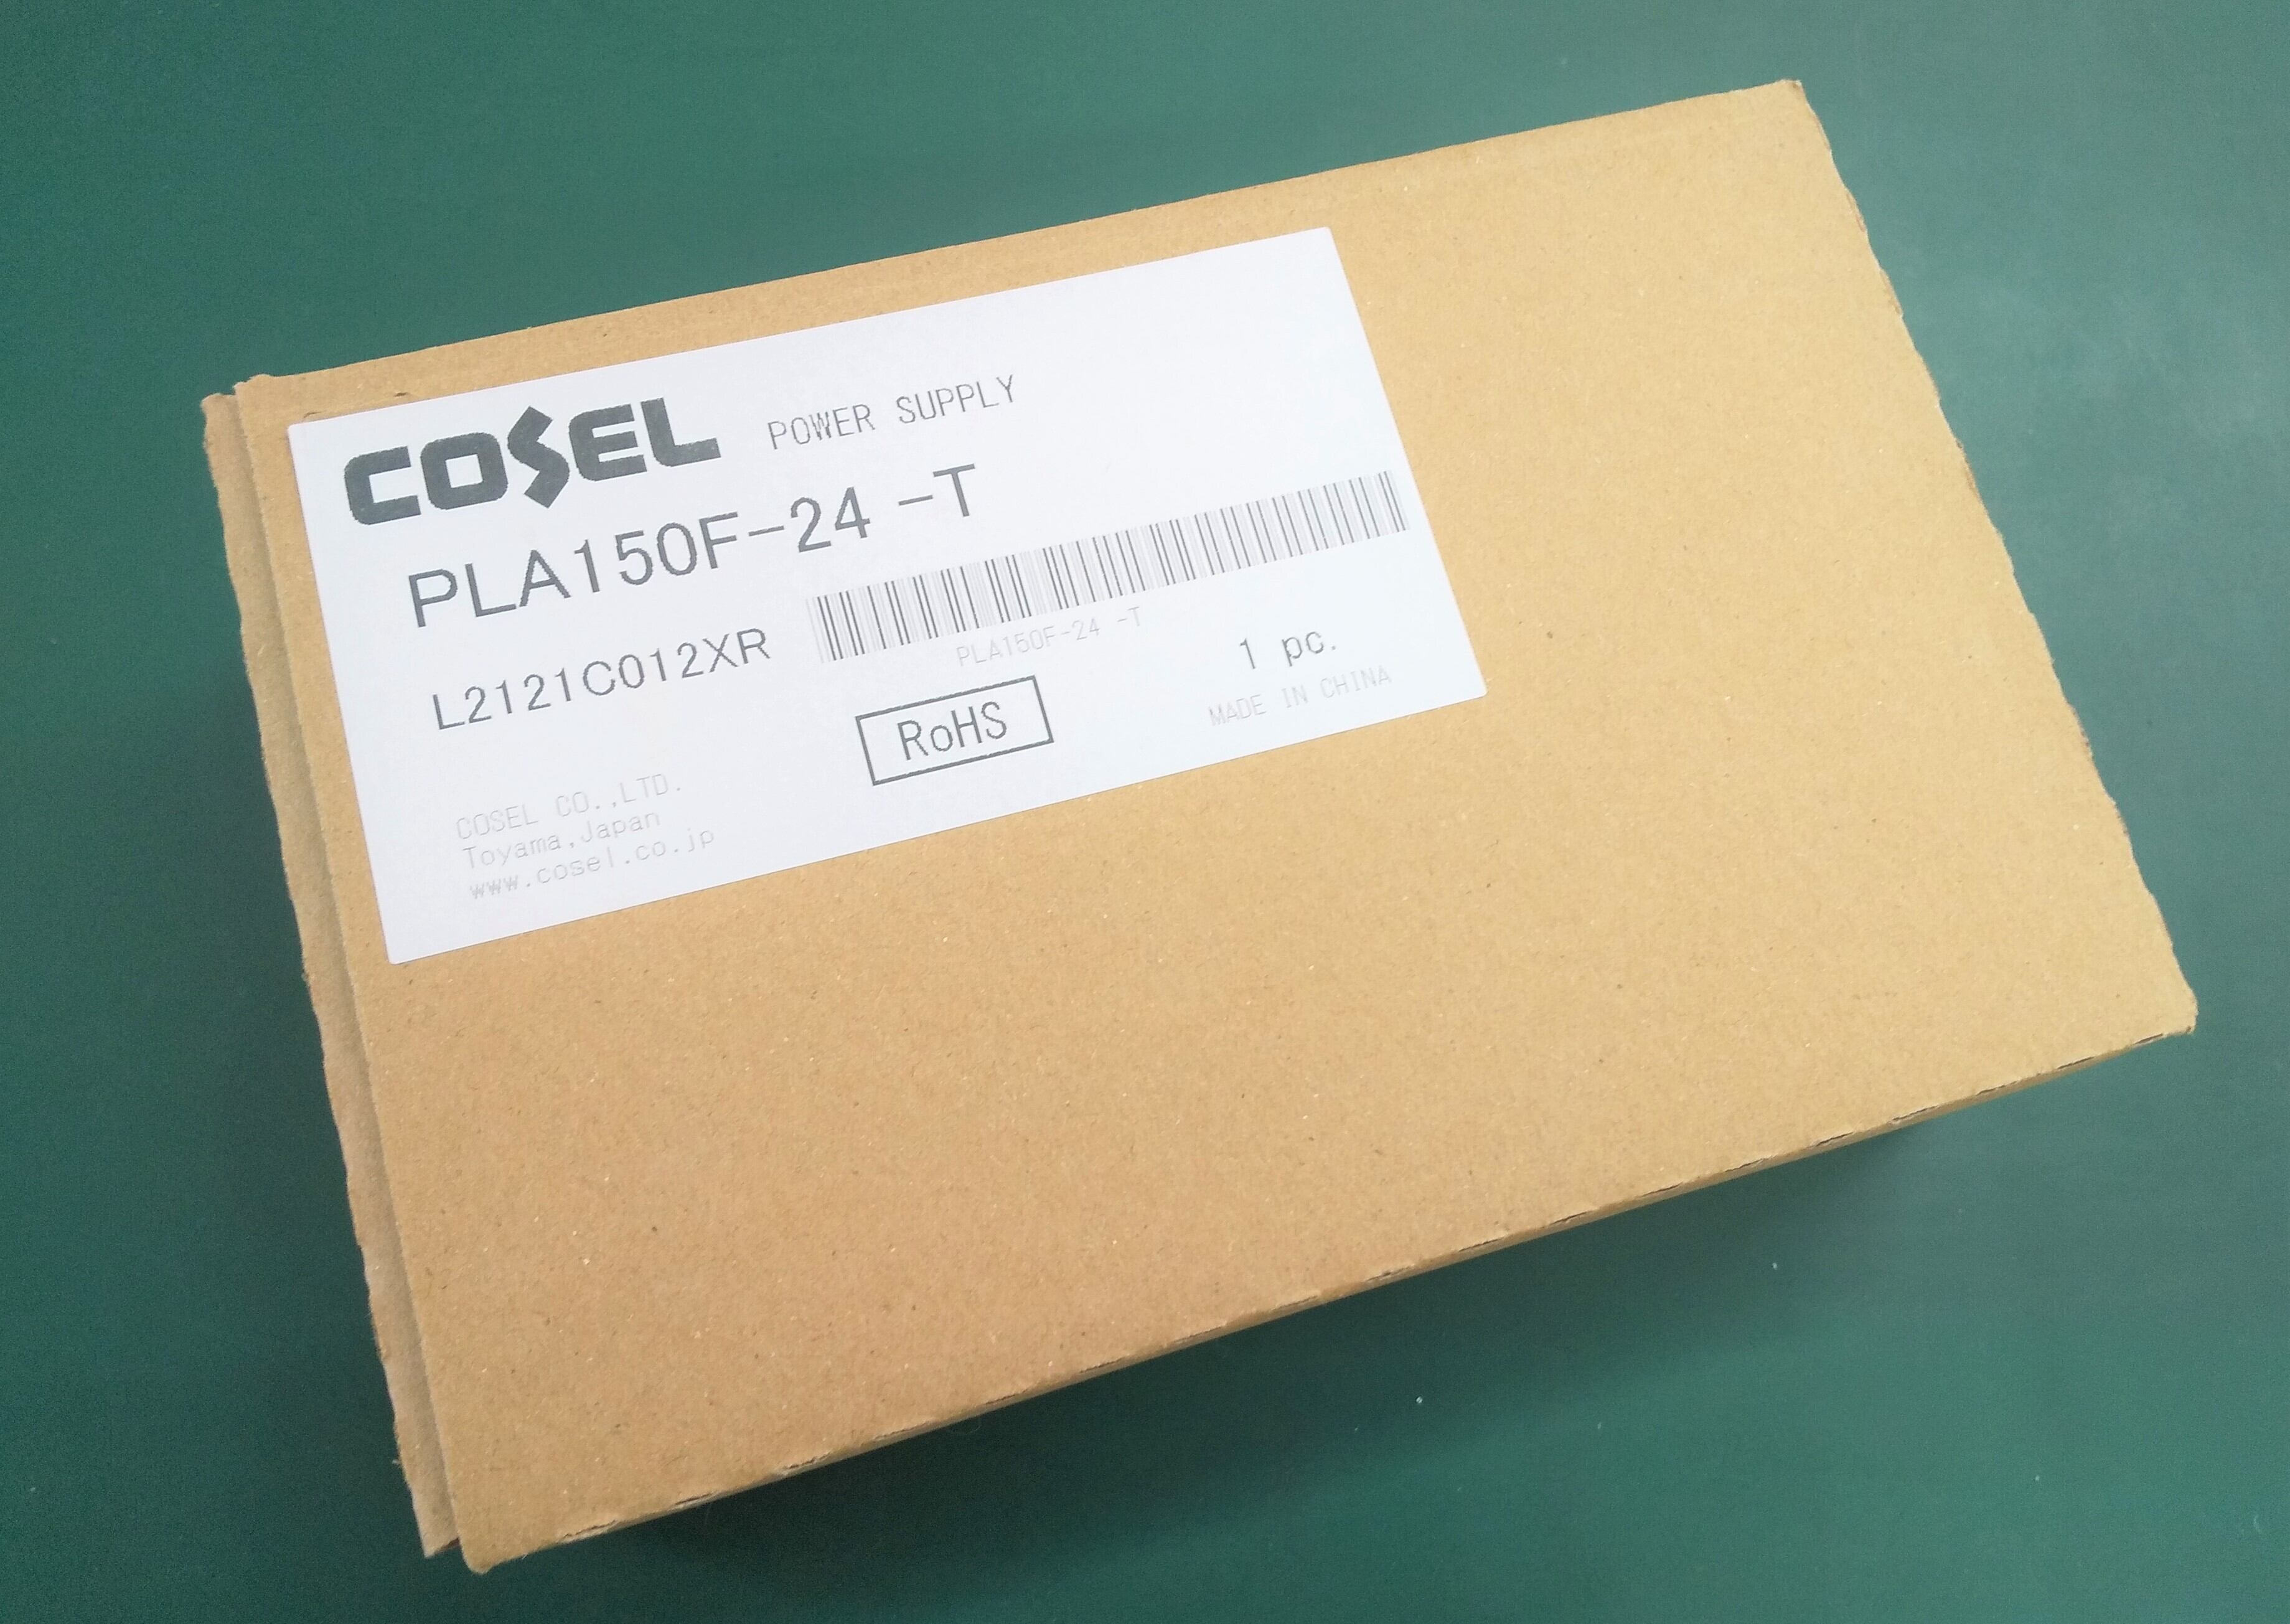 COSEL POWER SUPPLY
PLA150F-24 -T
L2121C012XR
PLA150F-24 -T
1 pc.
RoHS
MADE IN CHINA
COSEL CO.,LTD.
Toyama,Japan
www.cosel.co.jp